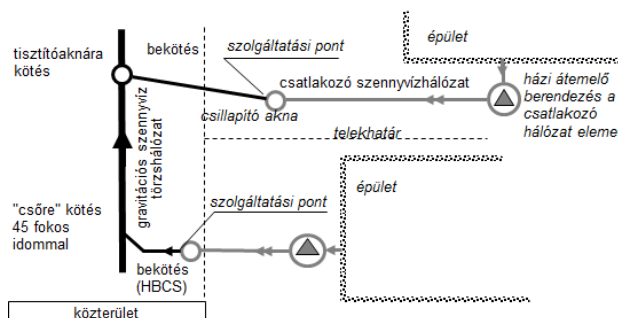 tisztítóaknára
kötés
bekötés
szolgáltatási pont
épület
csatlakozó szennyvízhálózat
csillapító akna
házi átemelő
berendezés a
csatlakozó
hálózat eleme
telekhatár
gravitációs szennyvíz
törzshálózat
"csőre" kötés
45 fokos
idommal
szolgáltatási pont
épület
bekötés
(HBCS)
közterület